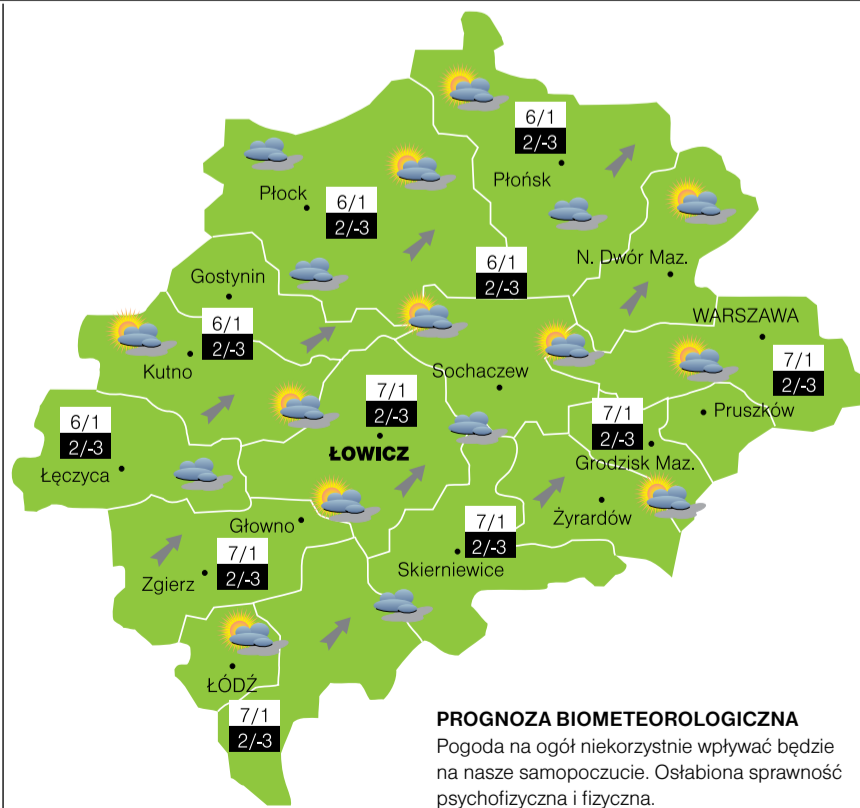 6/1
2/-3
Płońsk
Płock
6/1
2/-3
N. Dwór Maz.
6/1
2/-3
Gostynin
WARSZAWA
6/1
2/-3
Kutno
7/1
2/-3
Sochaczew
7/1
2/-3
ŁOWICZ
6/1
2/-3
Łęczyca
7/1
2/-3
Pruszków
Grodzisk Maz.
Żyrardów
Głowno
7/1
2/-3
Skierniewice
7/1
2/-3
Zgierz
ŁÓDŹ
7/1
2/-3
PROGNOZA BIOMETEOROLOGICZNA
Pogoda na ogół niekorzystnie wpływać będzie
na nasze samopoczucie. Osłabiona sprawność
psychofizyczna i fizyczna.